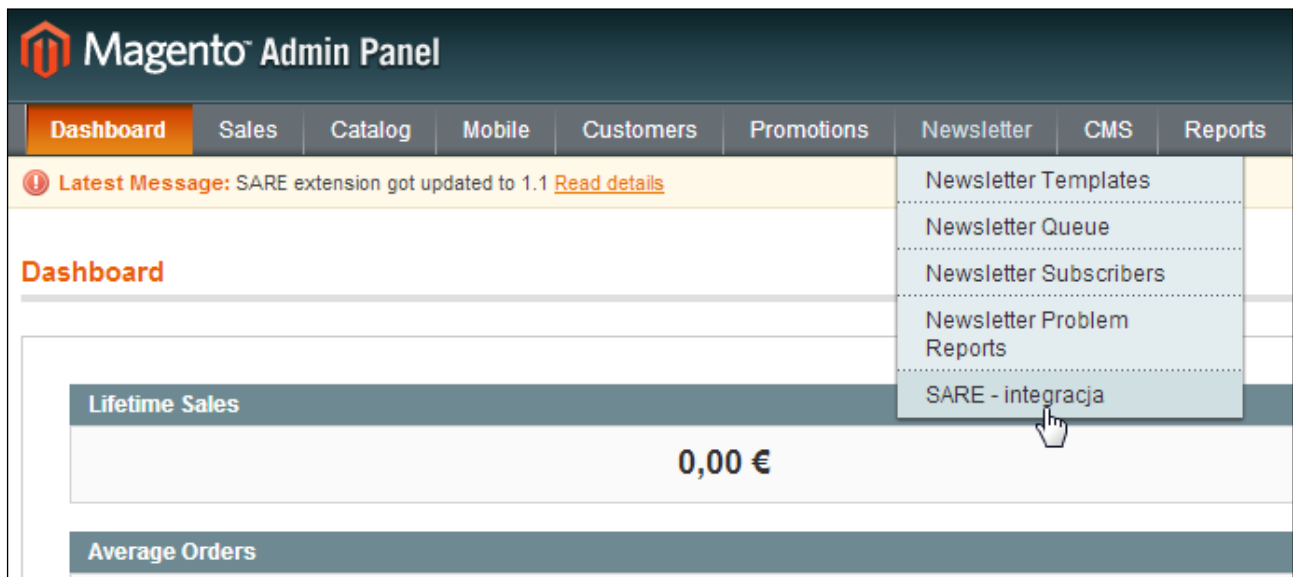 Magento™ Admin Panel
Dashboard Sales Catalog Mobile Customers Promotions Newsletter CMS Reports
Latest Message: SARE extension got updated to 1.1 Read details
Newsletter Templates
Newsletter Queue
Newsletter Subscribers
Newsletter Problem
Reports
SARE - integracja
Dashboard
Lifetime Sales
0,00 €
Average Orders